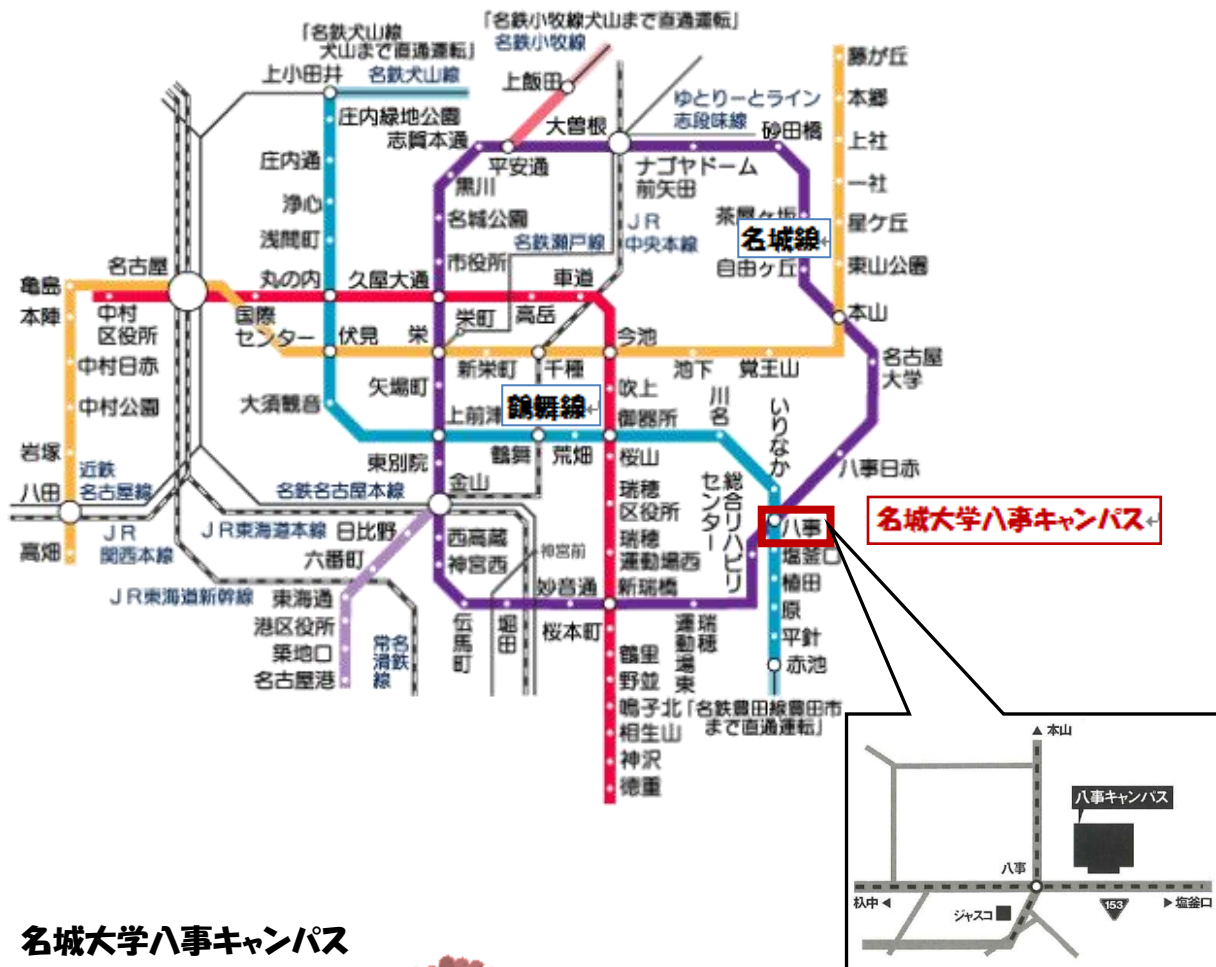 「名鉄小牧線犬山まで直通運転」
名鉄小牧線
「名鉄犬山線
犬山まで直通運転」
上小田井
名鉄犬山線
上飯田
藤が丘
本郷
上社
一社
星ケ丘
東山公園
本山
ゆとりーとライン
志段味線
大曽根
砂田橋
庄内緑地公園
志賀本通
平安通
ナゴヤドーム
前矢田
庄内通
黒川
浄心
名城公園
茶屋ヶ坂
名城線
浅間町
市役所
名鉄瀬戸線
JR
中央本線
自由ヶ丘
名古屋
亀島
本陣
中村
区役所
国際
センター
丸の内
久屋大通
車道
高岳
栄町
伏見
栄
新栄町
千種
今池
池下
覚王山
名古屋
大学
中村日赤
中村公園
岩塚
八田
高畑
大須観音
矢場町
上前津
鶴舞線
鶴舞
荒畑
吹上
御器所
川名
いりなか
八事日赤
東別院
桜山
近鉄
名古屋線
名鉄名古屋本線
金山
瑞穂
区役所
総合リハビリ
センター
八事
名城大学八事キャンパス
JR
関西本線
JR東海道本線
日比野
西高蔵
神宮前
瑞穂
運動場西
塩釜口
六番町
神宮西
植田
JR東海道新幹線
東海通
妙音通
新瑞橋
原
港区役所
伝馬町
堀田
桜本町
瑞穂
運動場東
平針
築地口
名鉄
常滑線
鶴里
赤池
名古屋港
野並
鳴子北
「名鉄豊田線豊田市
まで直通運転」
相生山
神沢
徳重
▲本山
八事キャンパス
八事
杁中◀
ジャスコ
153
▶塩釜口
名城大学八事キャンパス